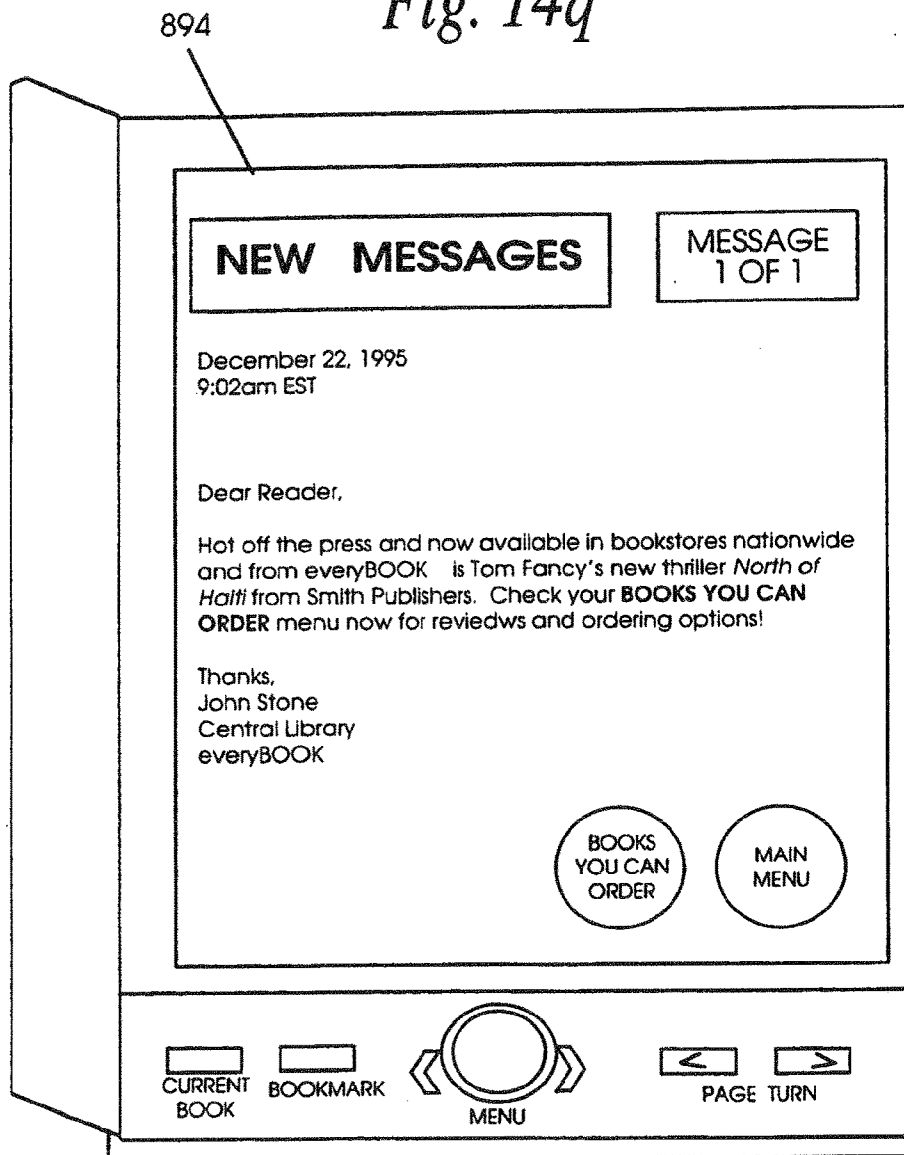 Fig. 14q
894
NEW MESSAGES
MESSAGE
1 OF 1
December 22, 1995
9:02am EST
Dear Reader,
Hot off the press and now available in bookstores nationwide
and from everyBOOK is Tom Fancy's new thriller North of
Haiti from Smith Publishers. Check your BOOKS YOU CAN
ORDER menu now for reviedws and ordering options!
Thanks,
John Stone
Central Library
everyBOOK
BOOKS
YOU CAN
ORDER
MAIN
MENU
CURRENT
BOOK
BOOKMARK
MENU
< >
PAGE TURN